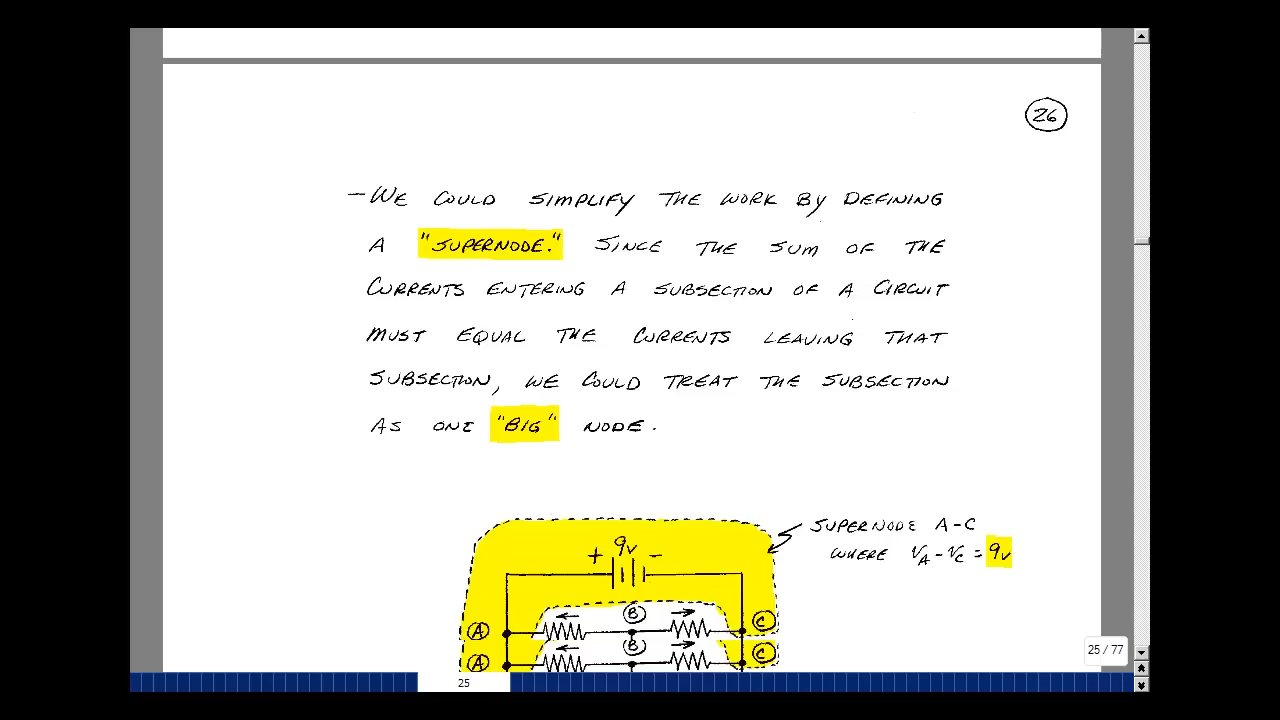 26
- WE COULD SIMPLIFY THE WORK BY DEFINING
A "SUPERNODE." SINCE THE SUM OF THE
CURRENTS ENTERING A SUBSECTION OF A CIRCUIT
MUST EQUAL THE CURRENTS LEAVING THAT
SUBSECTION, WE COULD TREAT THE SUBSECTION
AS ONE "BIG" NODE.
SUPERNODE A-C
WHERE VA - VC = 9V
+ 9V -
A B C
A B C
25 / 77
25